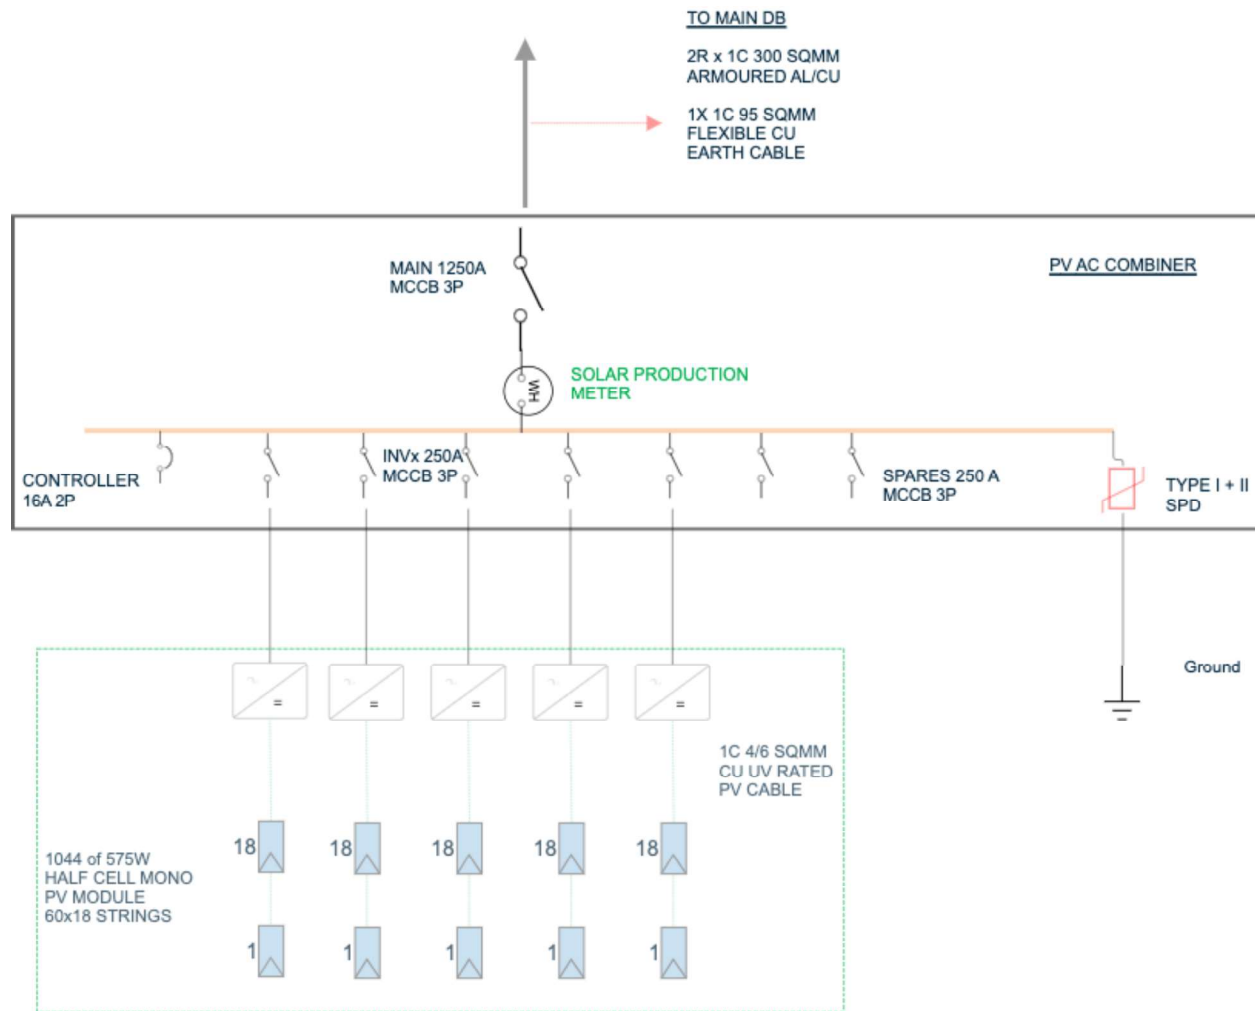 TO MAIN DB
2R x 1C 300 SQMM
ARMOURED AL/CU
1X 1C 95 SQMM
FLEXIBLE CU
EARTH CABLE
MAIN 1250A
MCCB 3P
PV AC COMBINER
SOLAR PRODUCTION
METER
WH
CONTROLLER
16A 2P
INVx 250A
MCCB 3P
SPARES 250 A
MCCB 3P
TYPE I + II
SPD
Ground
1C 4/6 SQMM
CU UV RATED
PV CABLE
18 18 18 18 18
1044 of 575W
HALF CELL MONO
PV MODULE
60x18 STRINGS
1 1 1 1 1